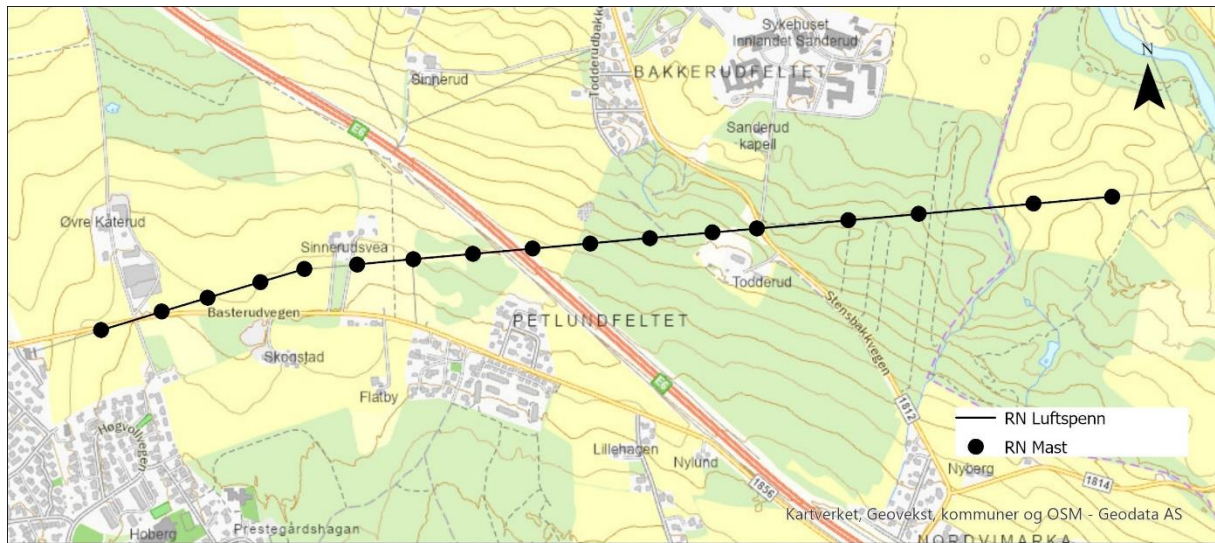 Sykehuset
Innlandet Sanderud
BAKKERUDFELTET
Todderudbakken
Sinnerud
N
E6
Sanderud
kapell
Øvre Kåterud
Sinnerudsvea
Basterudvegen
Todderud
Skogstad
PETLUNDFELTET
Stensbakkvegen
Flatby
E6
1812
RN Luftspenn
RN Mast
Høgvollvegen
Lillehagen
Nylund
Nyberg
1856
1814
Hoberg
Prestegårdshagan
Kartverket, Geovekst, kommuner og OSM - Geodata AS
NORDVIMARKA